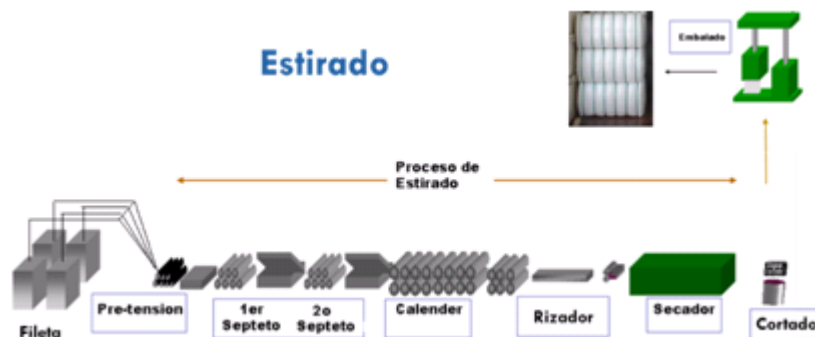 Estirado
Embalado
Proceso de
Estirado
Fileta
Pre-tension
1er
Septeto
2o
Septeto
Calender
Rizador
Secador
Cortado